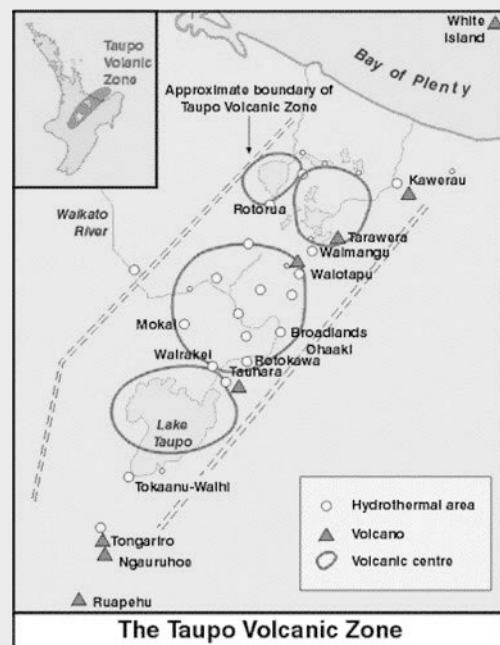 Taupo
Volanic
Zone
White
Island
Bay of Plenty
Approximate boundary of
Taupo Volcanic Zone
Kawerau
Rotorua
Waikato
River
Tarawera
Waimangu
Waiotapu
Mokai
Broadlands
Ohaaki
Wairakei
Rotokawa
Tauhara
Lake
Taupo
Tokaanu-Waihi
Hydrothermal area
Tongariro
Volcano
Ngauruhoe
Volcanic centre
Ruapehu
The Taupo Volcanic Zone